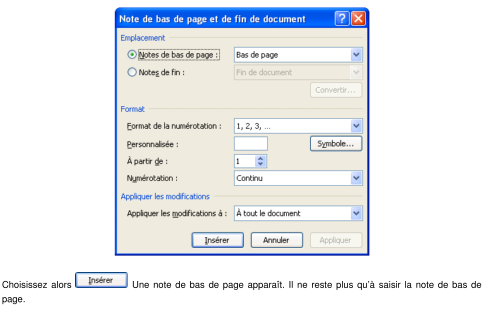 Note de bas de page et de fin de document
Emplacement
Notes de bas de page : Bas de page
Notes de fin : Fin de document
Convertir...
Format
Format de la numérotation : 1, 2, 3, ...
Personnalisée : Symbole...
À partir de : 1
Numérotation : Continu
Appliquer les modifications
Appliquer les modifications à : À tout le document
Insérer Annuler Appliquer
Choisissez alors Insérer Une note de bas de page apparaît. Il ne reste plus qu'à saisir la note de bas de
page.